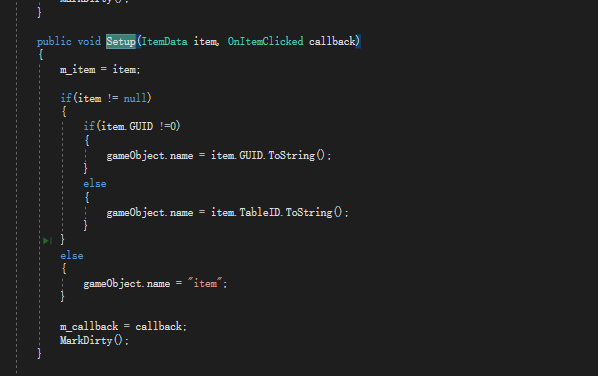 }
public void Setup(ItemData item, OnItemClicked callback)
{
m_item = item;
if(item != null)
{
if(item.GUID !=0)
{
gameObject.name = item.GUID.ToString();
}
else
{
gameObject.name = item.TableID.ToString();
}
}
else
{
gameObject.name = "item";
}
m_callback = callback;
MarkDirty();
}